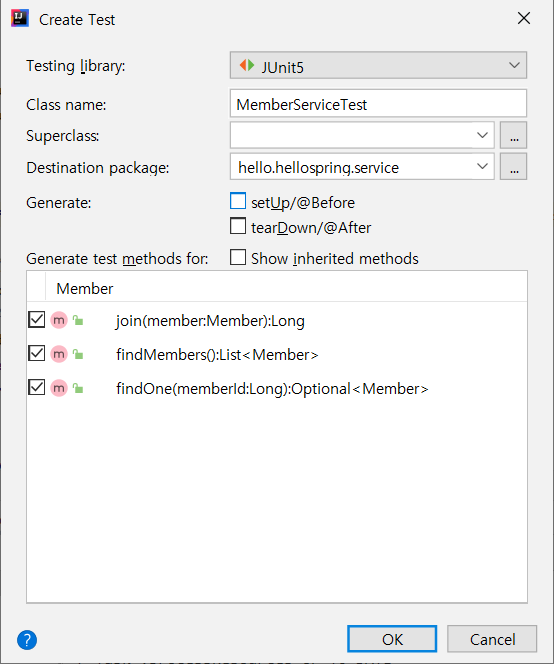 Create Test
Testing library: JUnit5
Class name: MemberServiceTest
Superclass: ...
Destination package: hello.hellospring.service ...
Generate: setUp/@Before
tearDown/@After
Generate test methods for: Show inherited methods
Member
m join(member:Member):Long
m findMembers():List<Member>
m findOne(memberId:Long):Optional<Member>
? OK Cancel